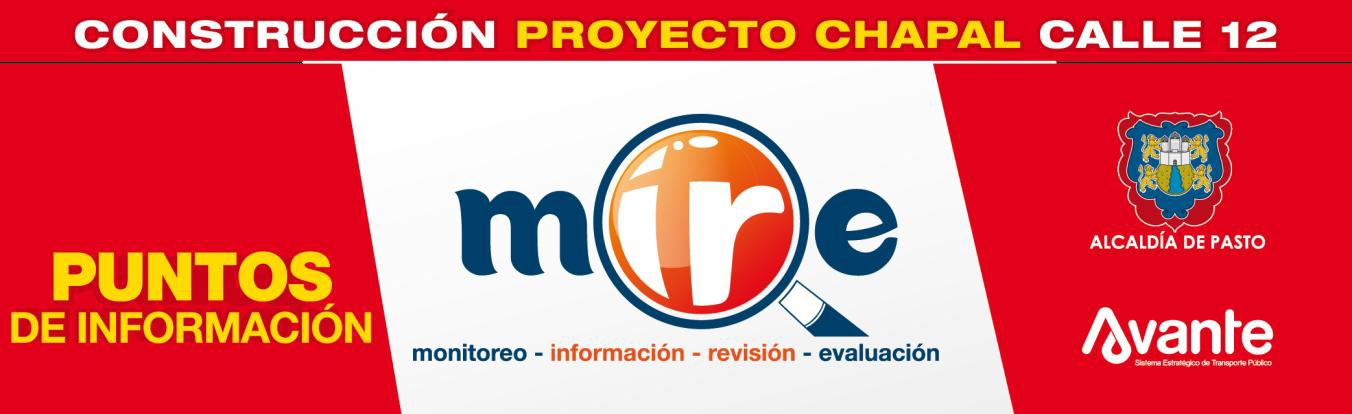 CONSTRUCCIÓN PROYECTO CHAPAL CALLE 12
PUNTOS
DE INFORMACIÓN
mire
monitoreo - información - revisión - evaluación
ALCALDÍA DE PASTO
Avante
Sistema Estratégico de Transporte Público